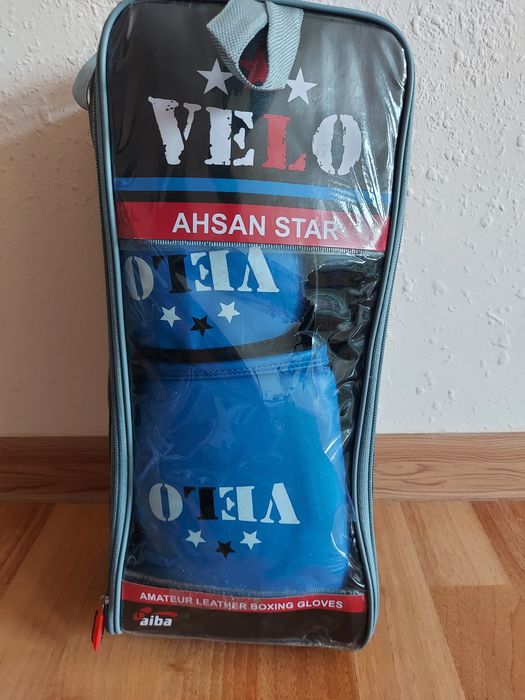 VELO
AHSAN STAR
VELO
VELO
AMATEUR LEATHER BOXING GLOVES
aiba